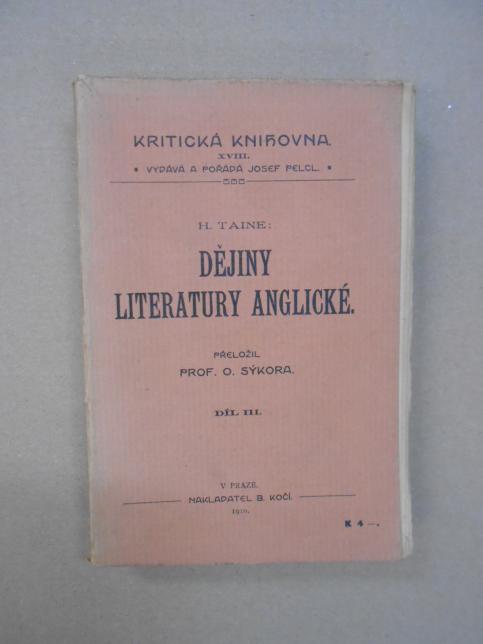 KRITICKÁ KNIHOVNA.
XVIII.
• VYDÁVÁ A POŘÁDÁ JOSEF PELCL. •
H. TAINE:
DĚJINY
LITERATURY ANGLICKÉ.
PŘELOŽIL
PROF. O. SÝKORA.
DÍL III.
V PRAZE.
NAKLADATEL B. KOČÍ.
1910.
K 4 —.